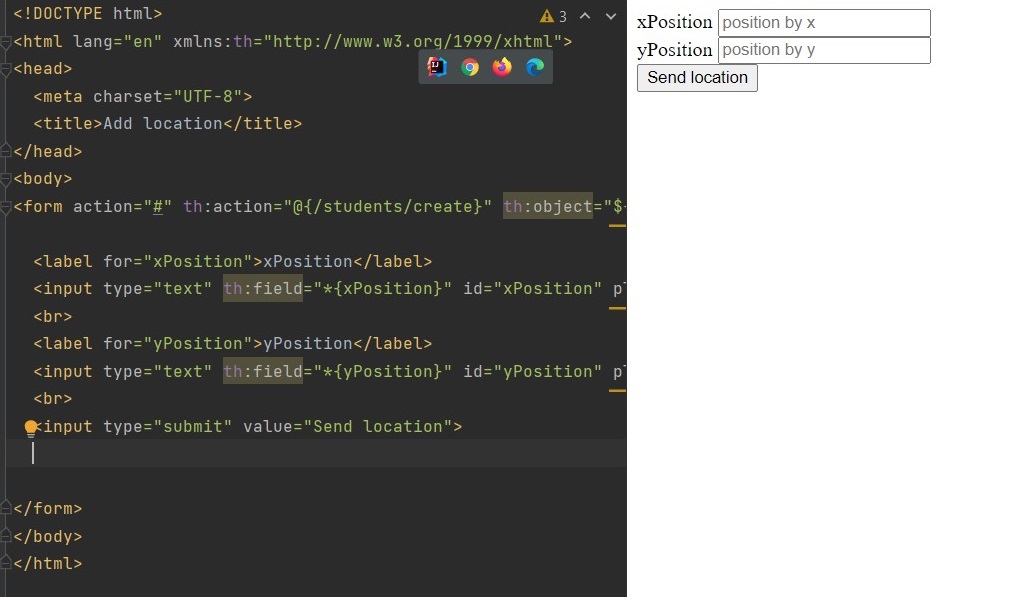 <!DOCTYPE html>
3
<html lang="en" xmlns:th="http://www.w3.org/1999/xhtml">
<head>
<meta charset="UTF-8">
<title>Add location</title>
</head>
<body>
<form action="#" th:action="@{/students/create}" th:object="$
<label for="xPosition">xPosition</label>
<input type="text" th:field="*{xPosition}" id="xPosition" p
<br>
<label for="yPosition">yPosition</label>
<input type="text" th:field="*{yPosition}" id="yPosition" p
<br>
<input type="submit" value="Send location">
</form>
</body>
</html>
xPosition position by x
yPosition position by y
Send location